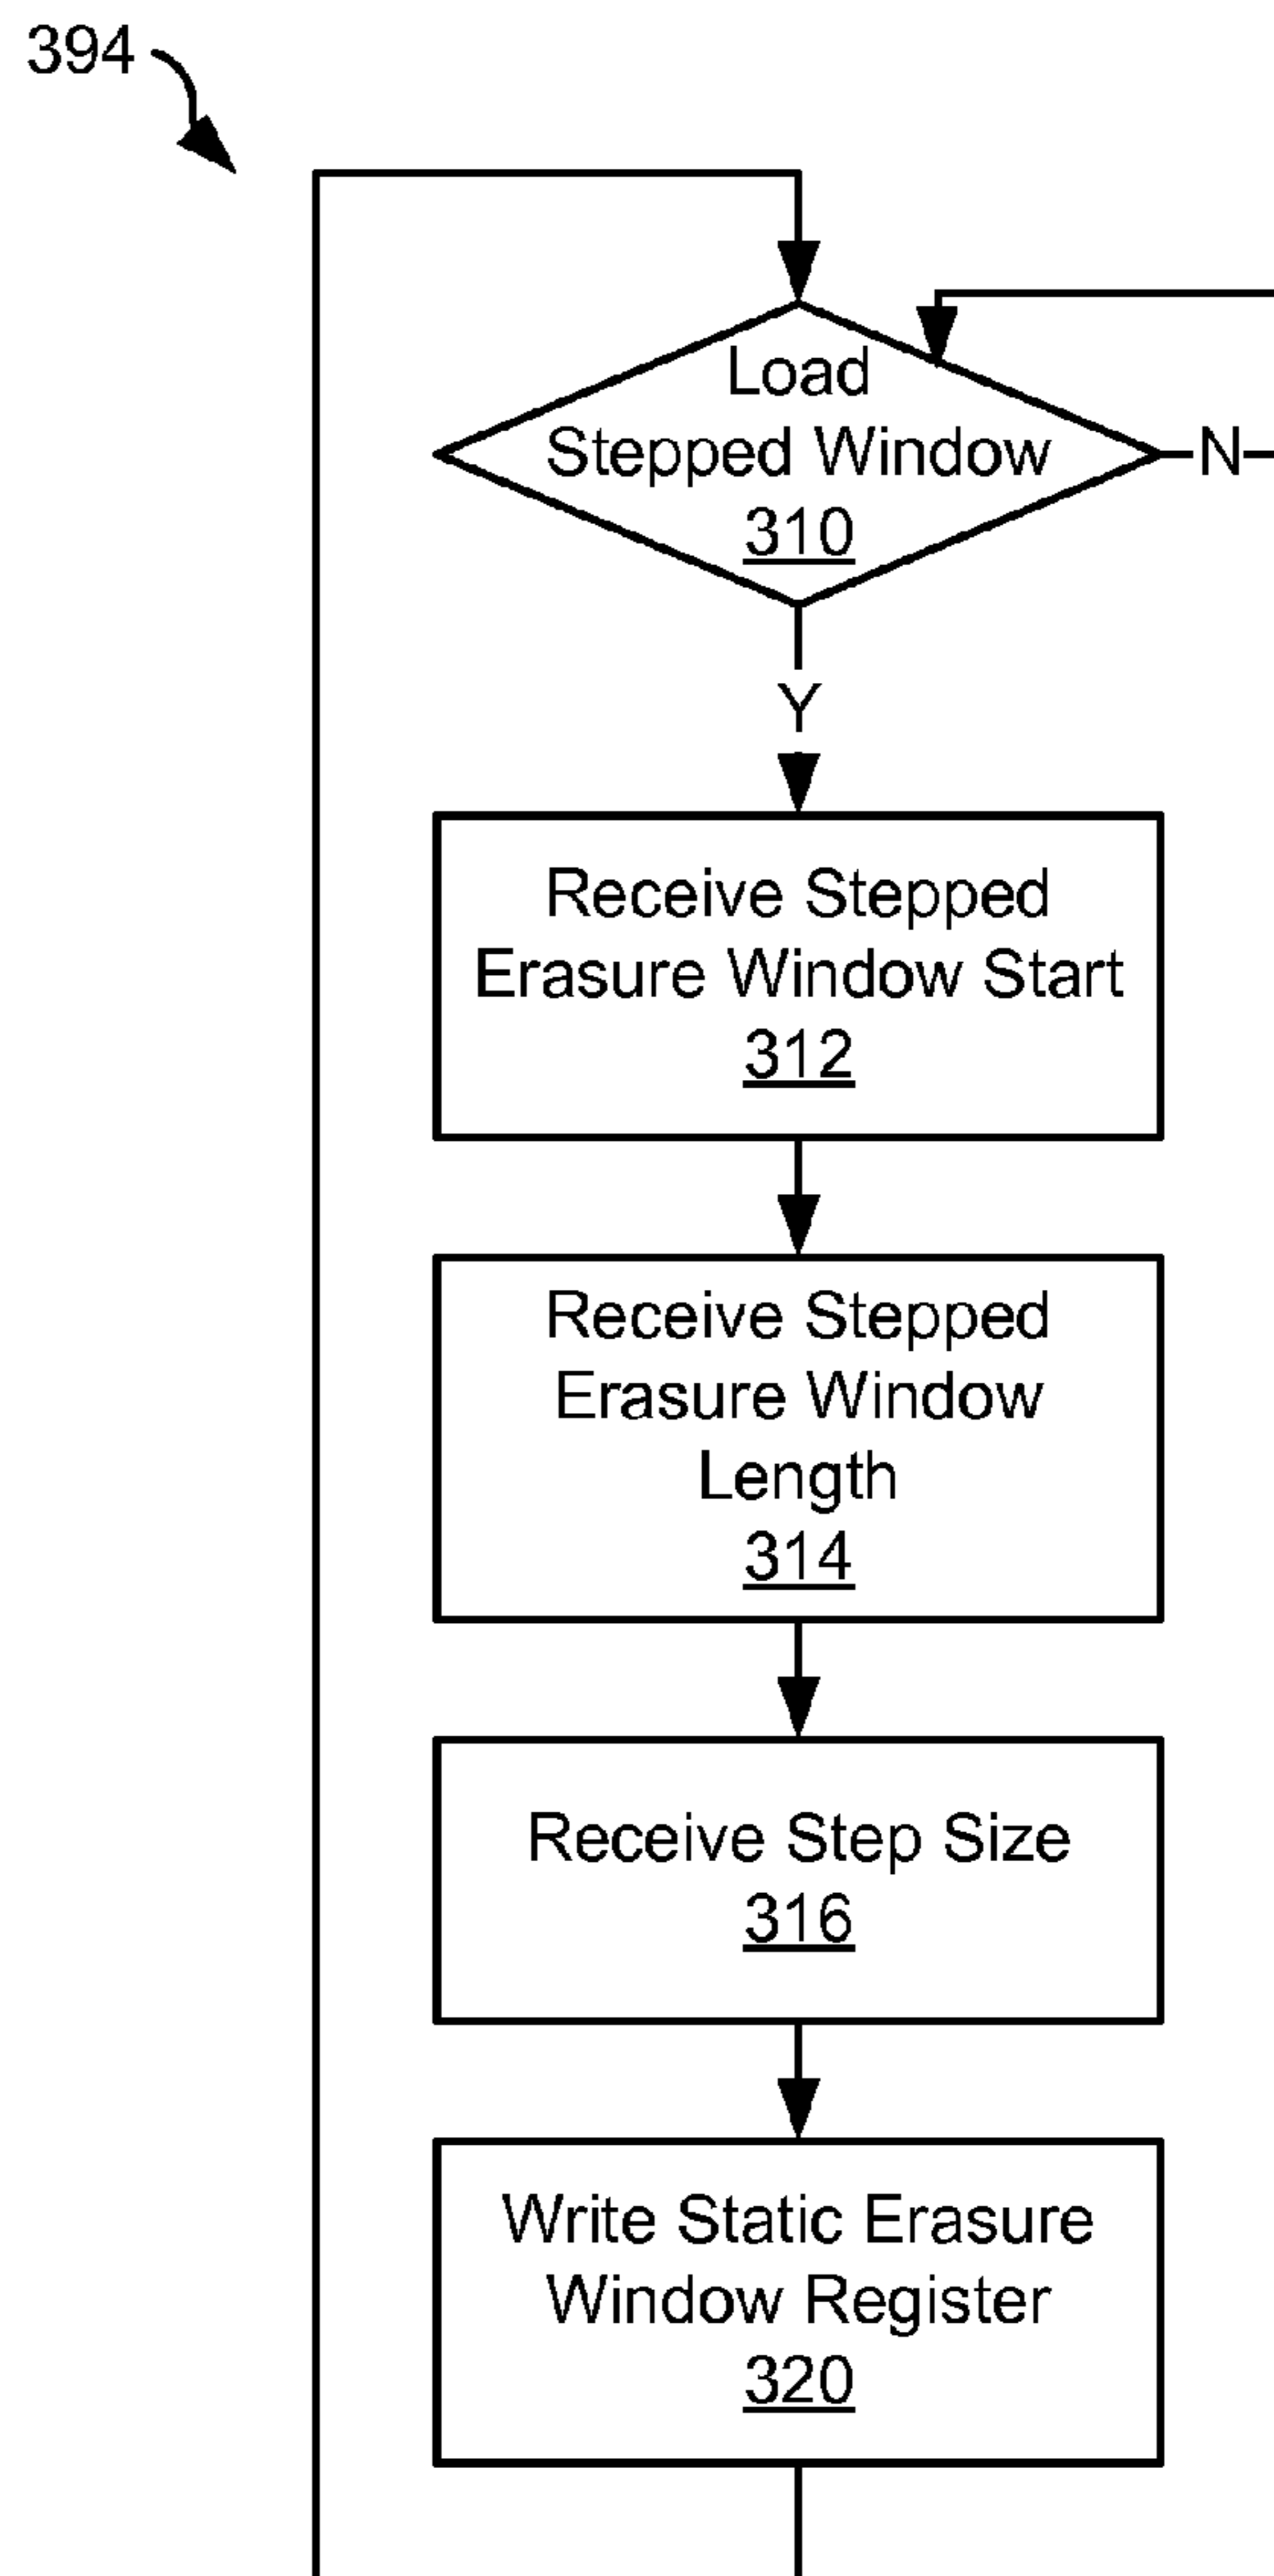 394
Load
Stepped Window
310
N
Y
Receive Stepped
Erasure Window Start
312
Receive Stepped
Erasure Window
Length
314
Receive Step Size
316
Write Static Erasure
Window Register
320